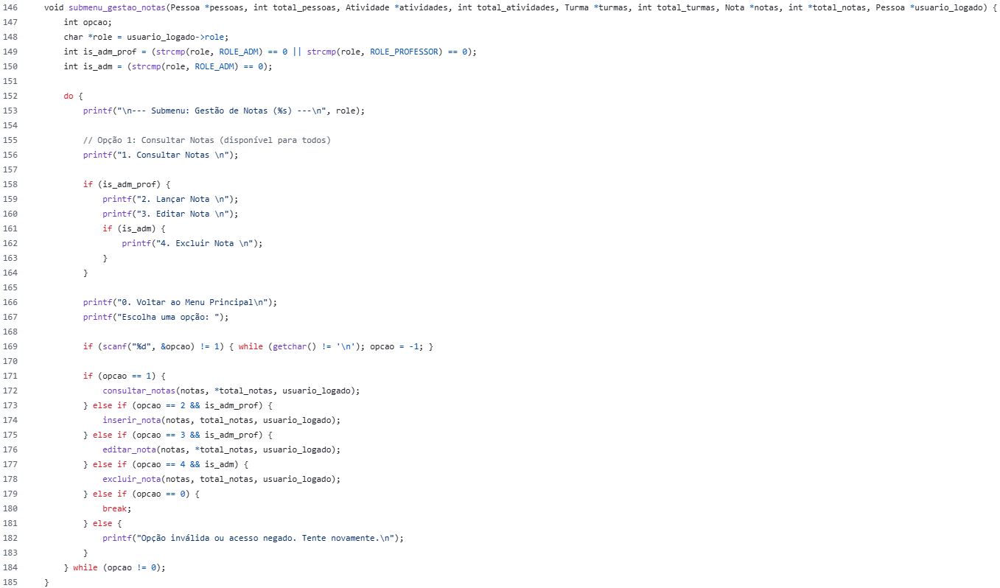 146 void submenu_gestao_notas(Pessoa *pessoas, int total_pessoas, Atividade *atividades, int total_atividades, Turma *turmas, int total_turmas, Nota *notas, int *total_notas, Pessoa *usuario_logado) {
147     int opcao;
148     char *role = usuario_logado->role;
149     int is_adm_prof = (strcmp(role, ROLE_ADM) == 0 || strcmp(role, ROLE_PROFESSOR) == 0);
150     int is_adm = (strcmp(role, ROLE_ADM) == 0);
151
152     do {
153         printf("\n--- Submenu: Gestão de Notas (%s) ---\n", role);
154
155         // Opção 1: Consultar Notas (disponível para todos)
156         printf("1. Consultar Notas \n");
157
158         if (is_adm_prof) {
159             printf("2. Lançar Nota \n");
160             printf("3. Editar Nota \n");
161             if (is_adm) {
162                 printf("4. Excluir Nota \n");
163             }
164         }
165
166         printf("0. Voltar ao Menu Principal\n");
167         printf("Escolha uma opção: ");
168
169         if (scanf("%d", &opcao) != 1) { while (getchar() != '\n'); opcao = -1; }
170
171         if (opcao == 1) {
172             consultar_notas(notas, *total_notas, usuario_logado);
173         } else if (opcao == 2 && is_adm_prof) {
174             inserir_nota(notas, total_notas, usuario_logado);
175         } else if (opcao == 3 && is_adm_prof) {
176             editar_nota(notas, *total_notas, usuario_logado);
177         } else if (opcao == 4 && is_adm) {
178             excluir_nota(notas, total_notas, usuario_logado);
179         } else if (opcao == 0) {
180             break;
181         } else {
182             printf("Opção inválida ou acesso negado. Tente novamente.\n");
183         }
184     } while (opcao != 0);
185 }